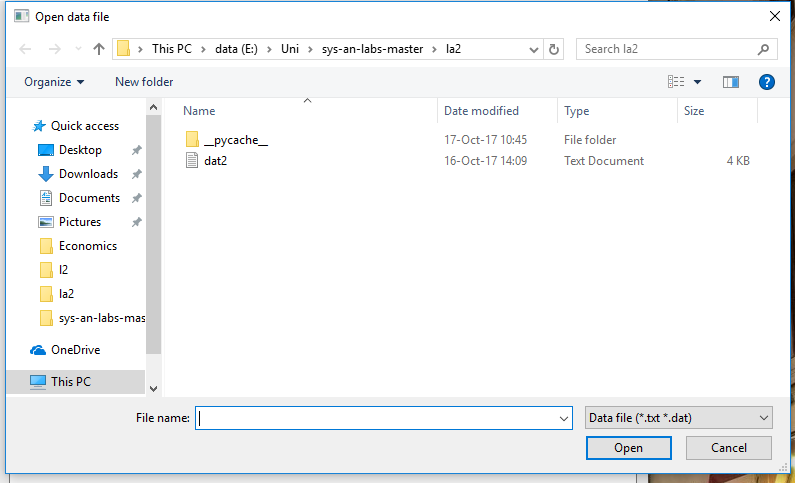 Open data file
This PC > data (E:) > Uni > sys-an-labs-master > la2
Search la2
Organize
New folder
?
Name Date modified Type Size
Quick access
Desktop
Downloads
Documents
Pictures
Economics
l2
la2
sys-an-labs-mas
OneDrive
This PC
__pycache__ 17-Oct-17 10:45 File folder
dat2 16-Oct-17 14:09 Text Document 4 KB
File name:
Data file (*.txt *.dat)
Open Cancel